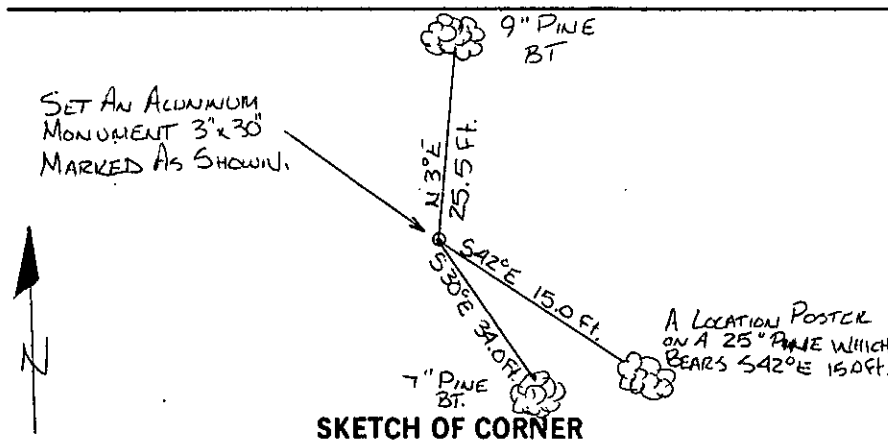 9" PINE
BT
SET AN ALUMINUM
MONUMENT 3"x30"
MARKED AS SHOWN.
N 3°E
25.5 Ft.
S42°E 15.0 Ft.
S30°E 34.0 Ft.
A LOCATION POSTER
ON A 25" PINE WHICH
BEARS S42°E 15.0 Ft.
7" PINE
BT.
N
SKETCH OF CORNER